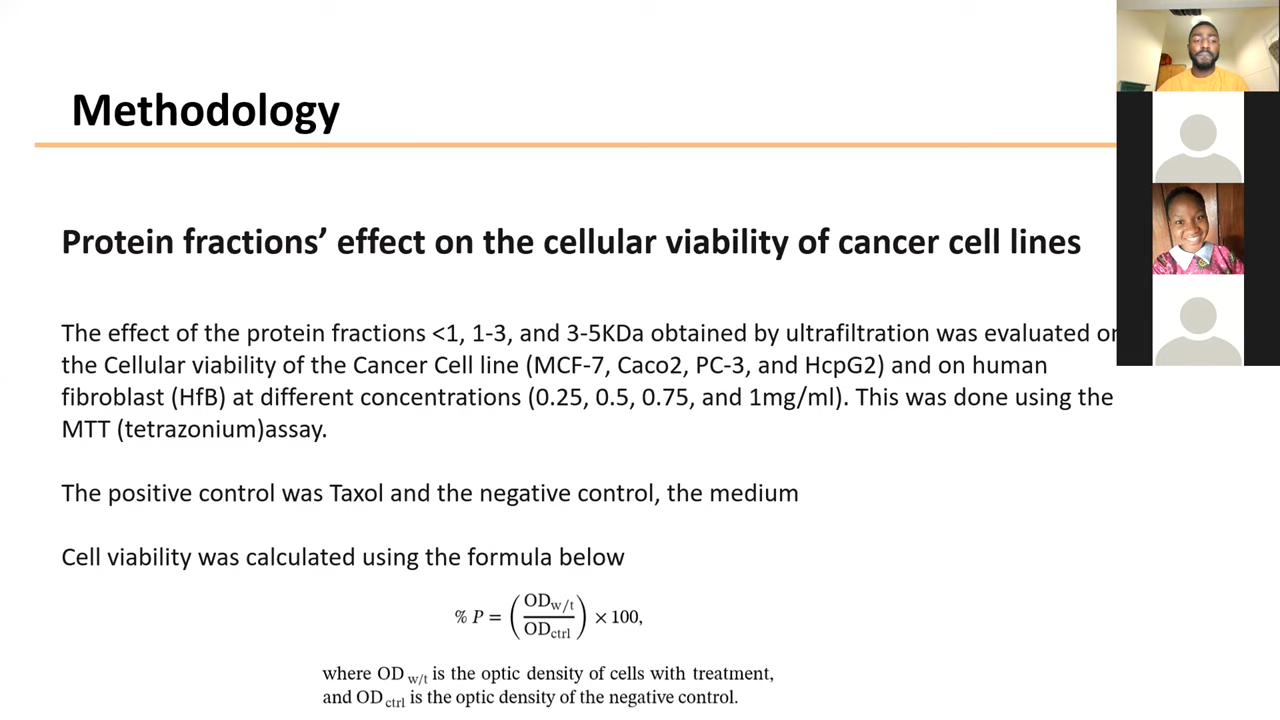 Methodology
Protein fractions’ effect on the cellular viability of cancer cell lines
The effect of the protein fractions <1, 1-3, and 3-5KDa obtained by ultrafiltration was evaluated on
the Cellular viability of the Cancer Cell line (MCF-7, Caco2, PC-3, and HcpG2) and on human
fibroblast (HfB) at different concentrations (0.25, 0.5, 0.75, and 1mg/ml). This was done using the
MTT (tetrazonium)assay.
The positive control was Taxol and the negative control, the medium
Cell viability was calculated using the formula below
% P = (OD w/t / OD ctrl) × 100,
where OD w/t is the optic density of cells with treatment,
and OD ctrl is the optic density of the negative control.